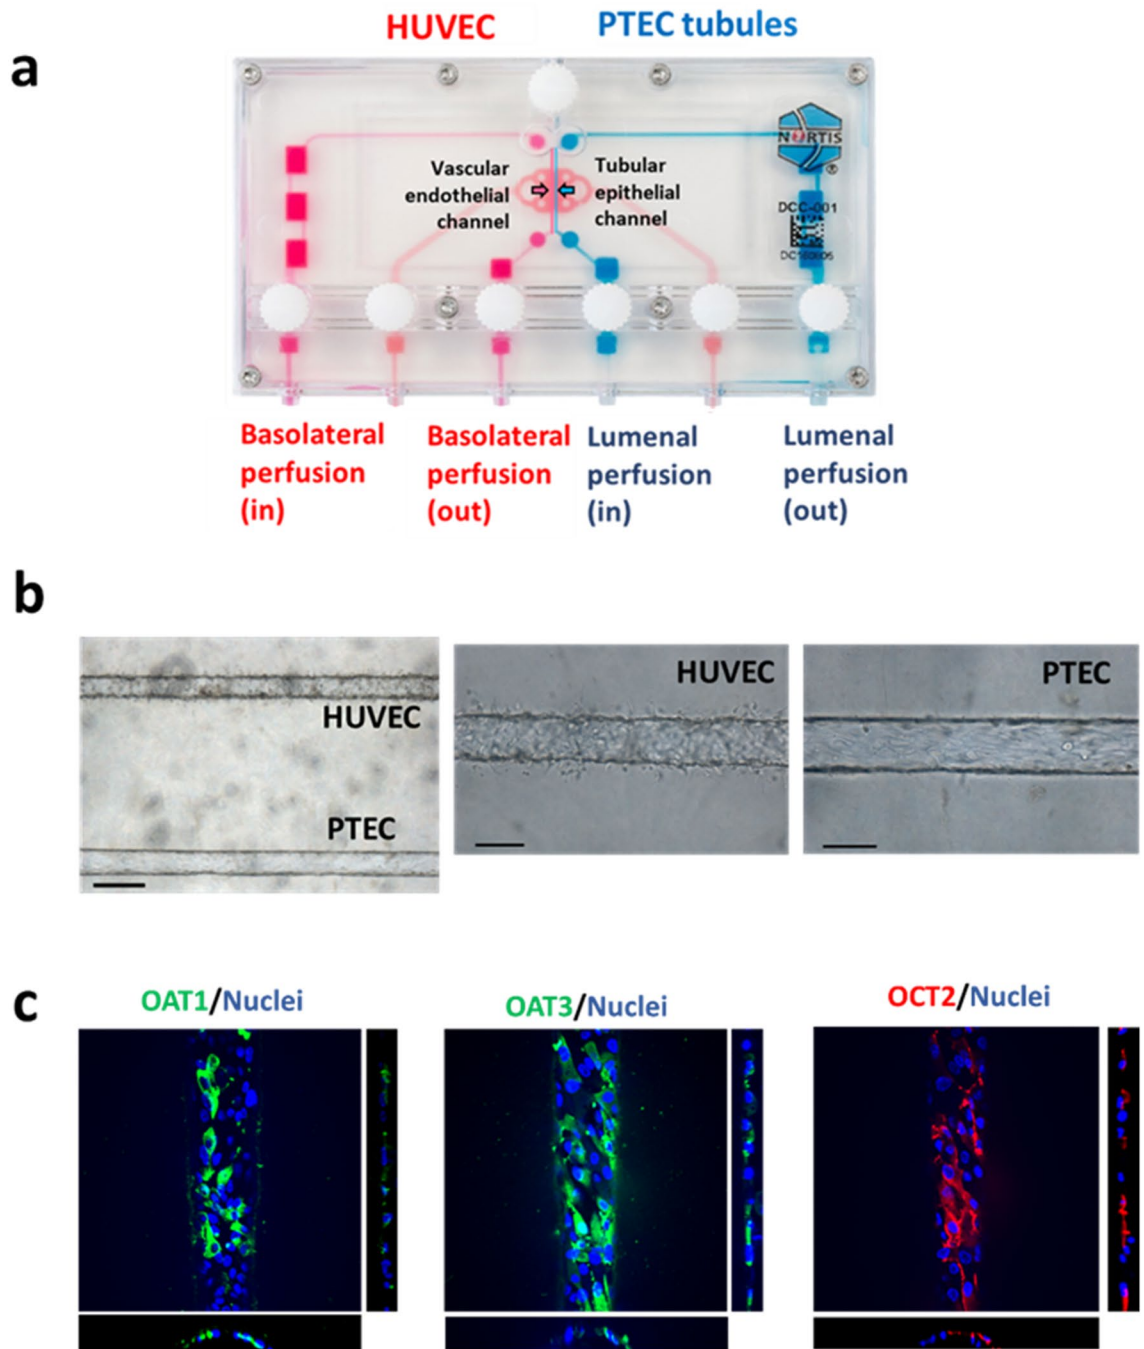 HUVEC
PTEC tubules
a
NORTIS
®
Vascular
endothelial
channel
Tubular
epithelial
channel
DCC-001
Basolateral
perfusion
(in)
Basolateral
perfusion
(out)
Lumenal
perfusion
(in)
Lumenal
perfusion
(out)
b
HUVEC
PTEC
HUVEC
PTEC
c
OAT1/Nuclei
OAT3/Nuclei
OCT2/Nuclei